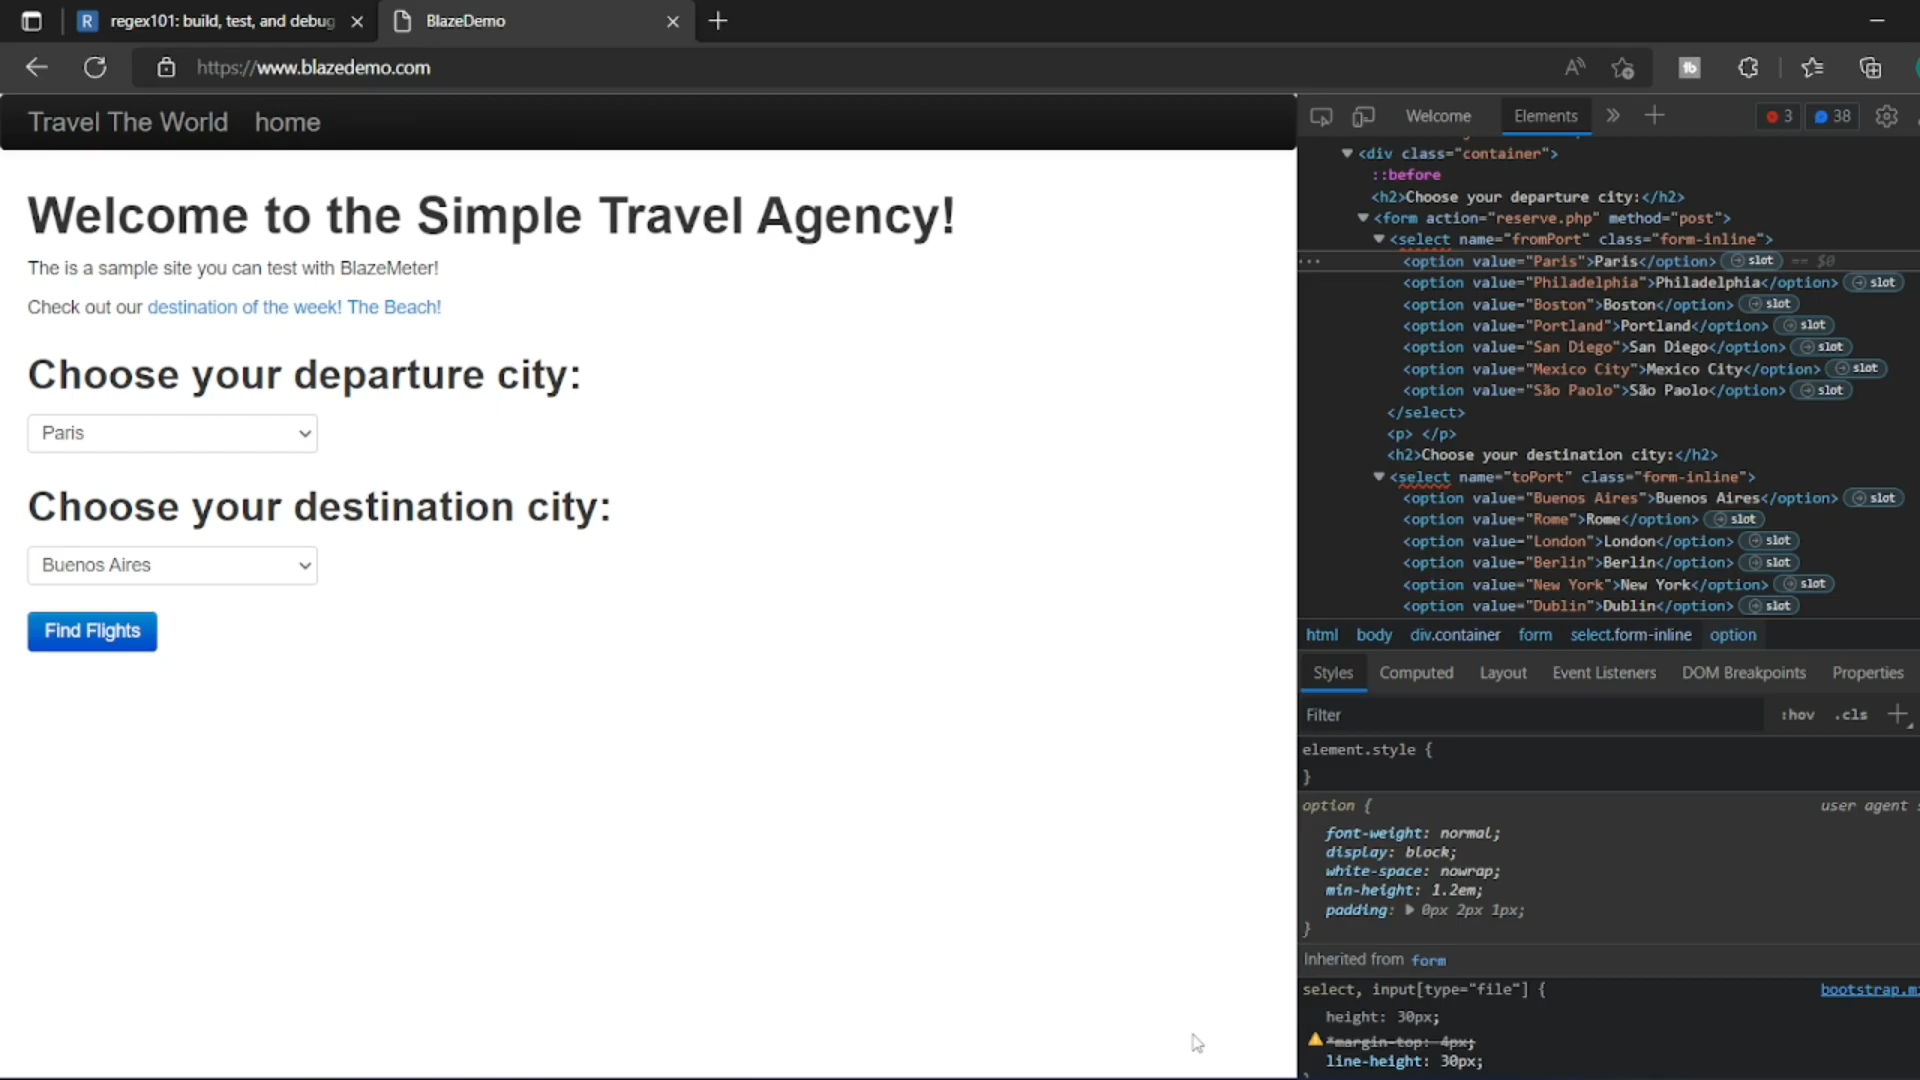 regex101: build, test, and debug
BlazeDemo
https://www.blazedemo.com
Travel The World home
Welcome to the Simple Travel Agency!
The is a sample site you can test with BlazeMeter!
Check out our destination of the week! The Beach!
Choose your departure city:
Paris
Choose your destination city:
Buenos Aires
Find Flights
Welcome Elements 3 38
<div class="container">
::before
<h2>Choose your departure city:</h2>
<form action="reserve.php" method="post">
<select name="fromPort" class="form-inline">
<option value="Paris">Paris</option> slot == $0
<option value="Philadelphia">Philadelphia</option> slot
<option value="Boston">Boston</option> slot
<option value="Portland">Portland</option> slot
<option value="San Diego">San Diego</option> slot
<option value="Mexico City">Mexico City</option> slot
<option value="São Paolo">São Paolo</option> slot
</select>
<p> </p>
<h2>Choose your destination city:</h2>
<select name="toPort" class="form-inline">
<option value="Buenos Aires">Buenos Aires</option> slot
<option value="Rome">Rome</option> slot
<option value="London">London</option> slot
<option value="Berlin">Berlin</option> slot
<option value="New York">New York</option> slot
<option value="Dublin">Dublin</option> slot
html body div.container form select.form-inline option
Styles Computed Layout Event Listeners DOM Breakpoints Properties
Filter :hov .cls
element.style {
}
option { user agent s
font-weight: normal;
display: block;
white-space: nowrap;
min-height: 1.2em;
padding: 0px 2px 1px;
}
Inherited from form
select, input[type="file"] { bootstrap.m
height: 30px;
*margin-top: 4px;
line-height: 30px;